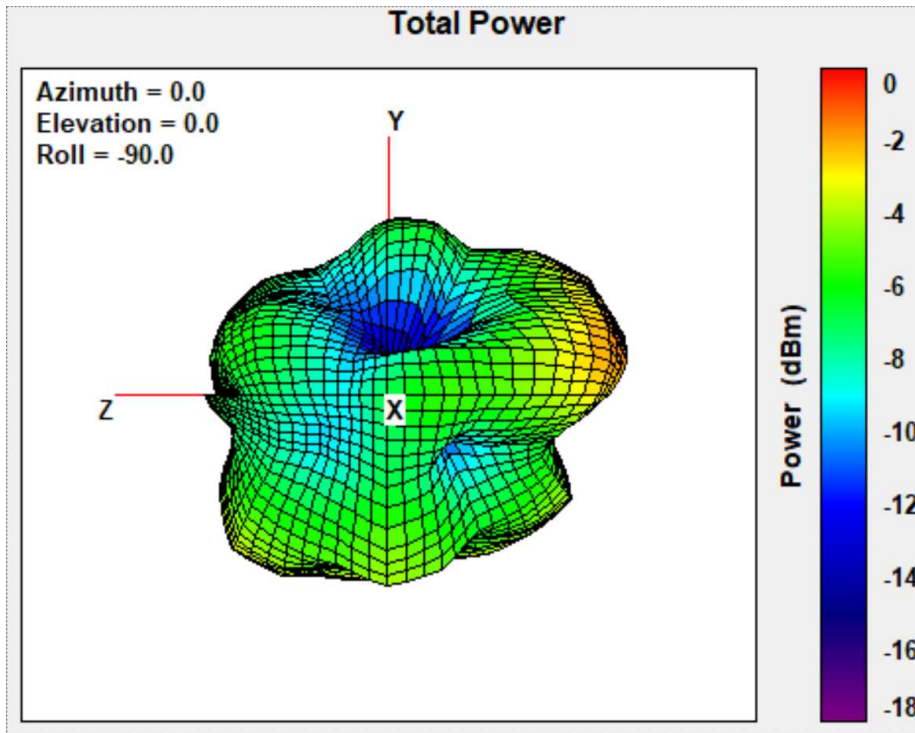 Total Power
Azimuth = 0.0
Elevation = 0.0
Roll = -90.0
Y
Z
X
0
-2
-4
-6
-8
-10
-12
-14
-16
-18
Power (dBm)